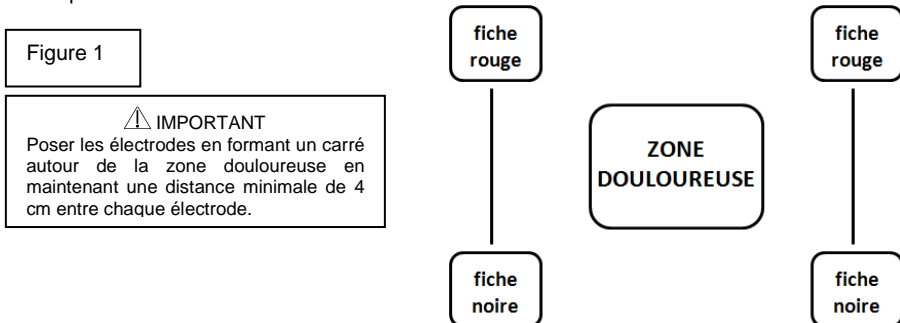 Figure 1
⚠ IMPORTANT
Poser les électrodes en formant un carré
autour de la zone douloureuse en
maintenant une distance minimale de 4
cm entre chaque électrode.
fiche
rouge
fiche
rouge
ZONE
DOULOUREUSE
fiche
noire
fiche
noire